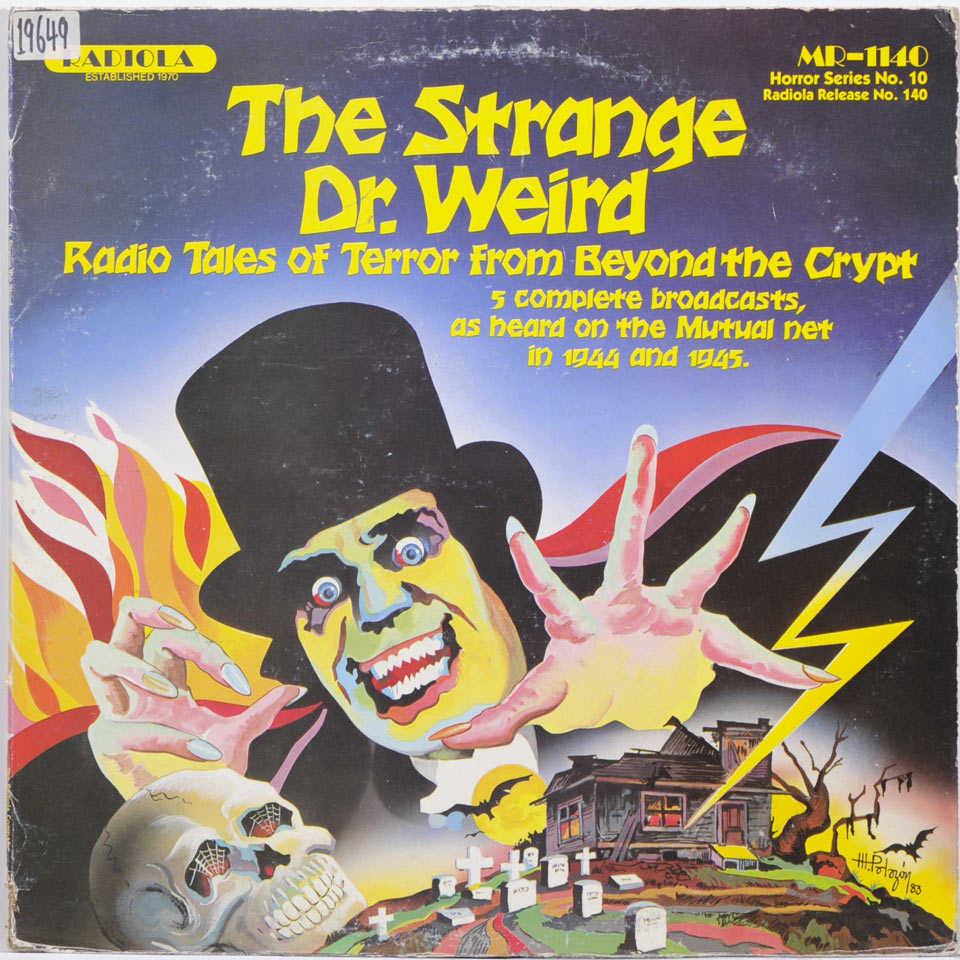 19649
RADIOLA
ESTABLISHED 1970
MR-1140
Horror Series No. 10
Radiola Release No. 140
The Strange
Dr. Weird
Radio Tales of Terror from Beyond the Crypt
5 complete broadcasts,
as heard on the Mutual net
in 1944 and 1945.
83